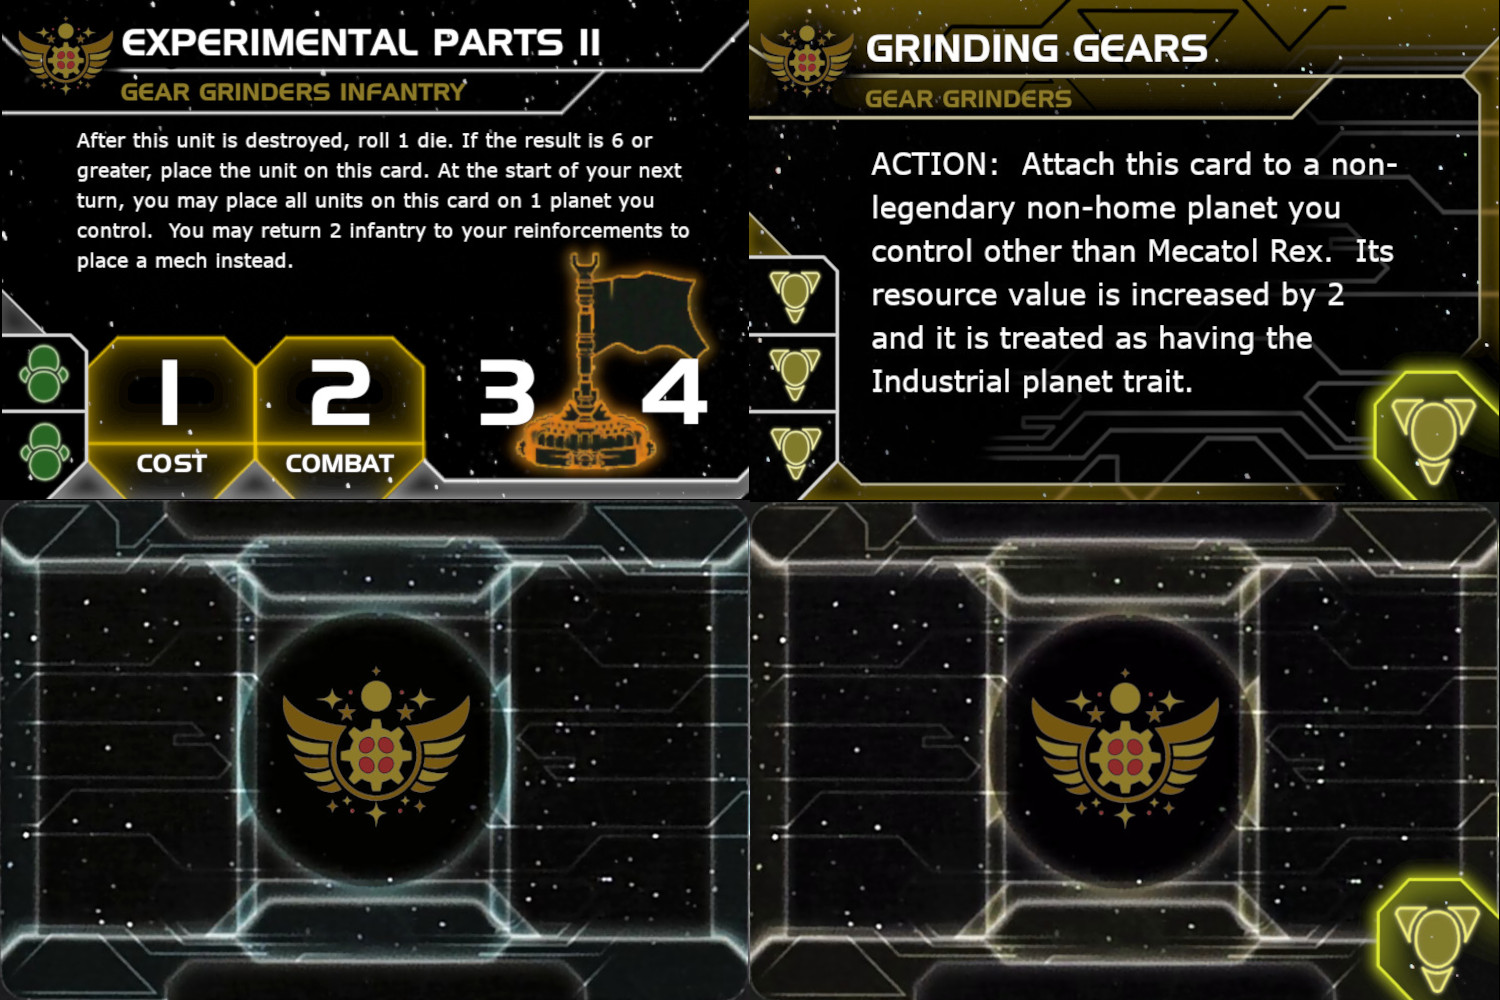 EXPERIMENTAL PARTS II
GEAR GRINDERS INFANTRY
After this unit is destroyed, roll 1 die. If the result is 6 or
greater, place the unit on this card. At the start of your next
turn, you may place all units on this card on 1 planet you
control.  You may return 2 infantry to your reinforcements to
place a mech instead.
1
COST
2
COMBAT
3
4
GRINDING GEARS
GEAR GRINDERS
ACTION:  Attach this card to a non-
legendary non-home planet you
control other than Mecatol Rex.  Its
resource value is increased by 2
and it is treated as having the
Industrial planet trait.